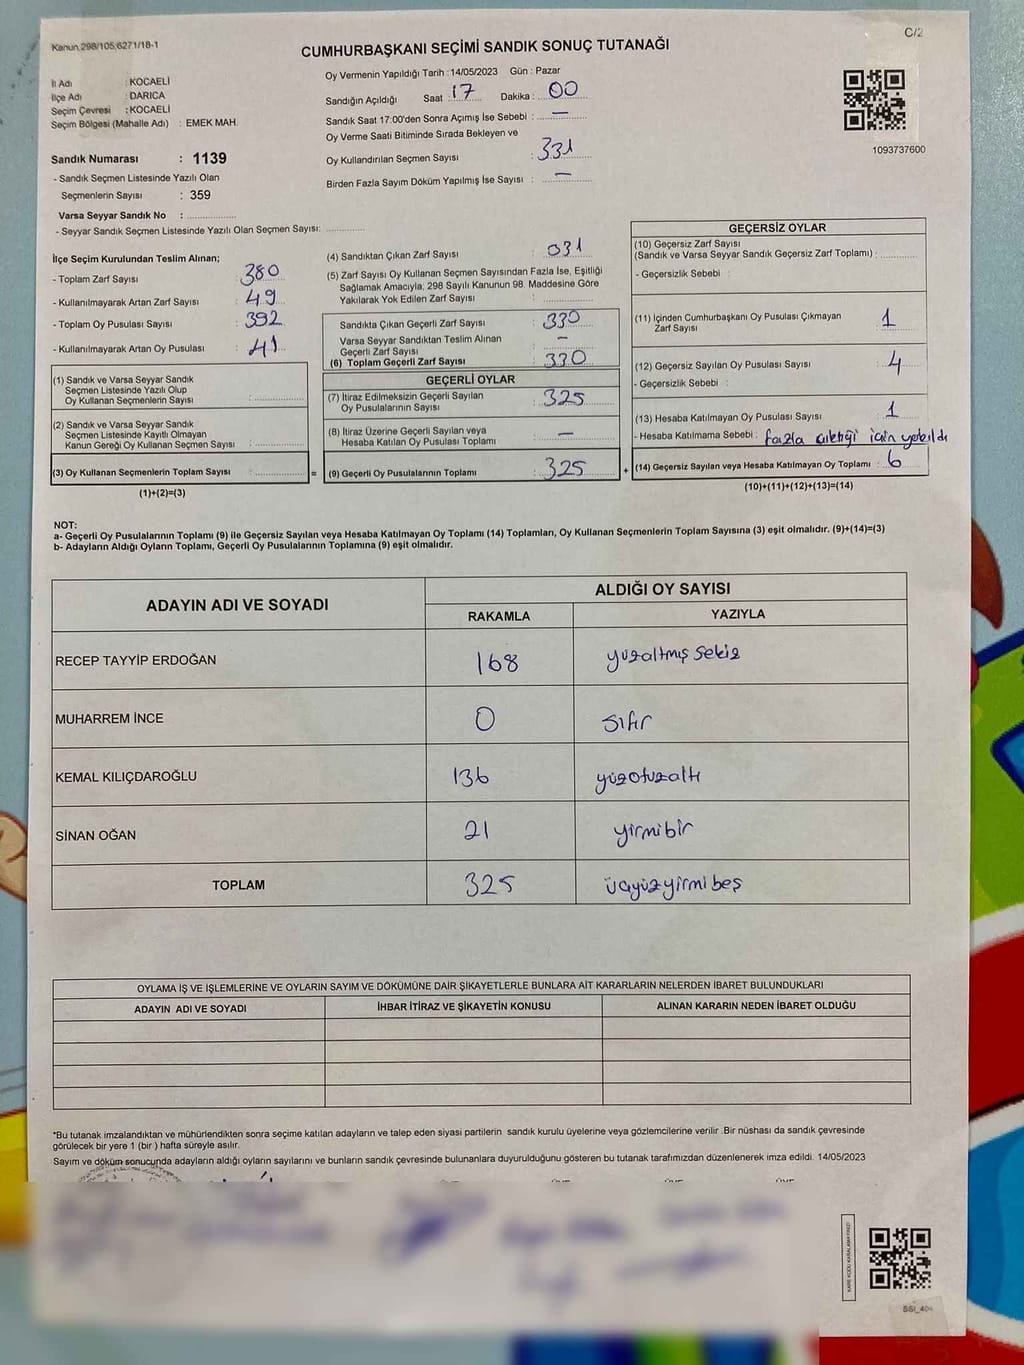 Kanun,298/105;6271/18-1
C/2
CUMHURBAŞKANI SEÇİMİ SANDIK SONUÇ TUTANAĞI
İl Adı : KOCAELİ
İlçe Adı : DARICA
Seçim Çevresi : KOCAELİ
Seçim Bölgesi (Mahalle Adı) : EMEK MAH.
Sandık Numarası : 1139
- Sandık Seçmen Listesinde Yazılı Olan
Seçmenlerin Sayısı : 359
Varsa Seyyar Sandık No :
- Seyyar Sandık Seçmen Listesinde Yazılı Olan Seçmen Sayısı:
Oy Vermenin Yapıldığı Tarih : 14/05/2023 Gün : Pazar
Sandığın Açıldığı Saat 17 Dakika : 00
Sandık Saat 17:00'den Sonra Açımış İse Sebebi : —
Oy Verme Saati Bitiminde Sırada Bekleyen ve
Oy Kullandırılan Seçmen Sayısı : 331
Birden Fazla Sayım Döküm Yapılmış İse Sayısı : —
1093737600
İlçe Seçim Kurulundan Teslim Alınan;
- Toplam Zarf Sayısı : 380
- Kullanılmayarak Artan Zarf Sayısı : 49
- Toplam Oy Pusulası Sayısı : 392
- Kullanılmayarak Artan Oy Pusulası : 41
(1) Sandık ve Varsa Seyyar Sandık
Seçmen Listesinde Yazılı Olup
Oy Kullanan Seçmenlerin Sayısı :
(2) Sandık ve Varsa Seyyar Sandık
Seçmen Listesinde Kayıtlı Olmayan
Kanun Gereği Oy Kullanan Seçmen Sayısı :
(3) Oy Kullanan Seçmenlerin Toplam Sayısı :
(1)+(2)=(3)
(4) Sandıktan Çıkan Zarf Sayısı : 031
(5) Zarf Sayısı Oy Kullanan Seçmen Sayısından Fazla İse, Eşitliği
Sağlamak Amacıyla; 298 Sayılı Kanunun 98. Maddesine Göre
Yakılarak Yok Edilen Zarf Sayısı :
Sandıkta Çıkan Geçerli Zarf Sayısı : 330
Varsa Seyyar Sandıktan Teslim Alınan
Geçerli Zarf Sayısı : —
(6) Toplam Geçerli Zarf Sayısı : 330
GEÇERLİ OYLAR
(7) İtiraz Edilmeksizin Geçerli Sayılan
Oy Pusulalarının Sayısı : 325
(8) İtiraz Üzerine Geçerli Sayılan veya
Hesaba Katılan Oy Pusulası Toplamı : —
= (9) Geçerli Oy Pusulalarının Toplamı : 325 +
GEÇERSİZ OYLAR
(10) Geçersiz Zarf Sayısı
(Sandık ve Varsa Seyyar Sandık Geçersiz Zarf Toplamı) :
- Geçersizlik Sebebi :
(11) İçinden Cumhurbaşkanı Oy Pusulası Çıkmayan
Zarf Sayısı : 1
(12) Geçersiz Sayılan Oy Pusulası Sayısı : 4
- Geçersizlik Sebebi :
(13) Hesaba Katılmayan Oy Pusulası Sayısı : 1
- Hesaba Katılmama Sebebi : fazla çıktığı için yakıldı
(14) Geçersiz Sayılan veya Hesaba Katılmayan Oy Toplamı : 6
(10)+(11)+(12)+(13)=(14)
NOT:
a- Geçerli Oy Pusulalarının Toplamı (9) ile Geçersiz Sayılan veya Hesaba Katılmayan Oy Toplamı (14) Toplamları, Oy Kullanan Seçmenlerin Toplam Sayısına (3) eşit olmalıdır. (9)+(14)=(3)
b- Adayların Aldığı Oyların Toplamı, Geçerli Oy Pusulalarının Toplamına (9) eşit olmalıdır.
ADAYIN ADI VE SOYADI
ALDIĞI OY SAYISI
RAKAMLA YAZIYLA
RECEP TAYYİP ERDOĞAN 168 yüzaltmış sekiz
MUHARREM İNCE 0 sıfır
KEMAL KILIÇDAROĞLU 136 yüzotuzaltı
SİNAN OĞAN 21 yirmibir
TOPLAM 325 üçyüzyirmibeş
OYLAMA İŞ VE İŞLEMLERİNE VE OYLARIN SAYIM VE DÖKÜMÜNE DAİR ŞİKAYETLERLE BUNLARA AİT KARARLARIN NELERDEN İBARET BULUNDUKLARI
ADAYIN ADI VE SOYADI İHBAR İTİRAZ VE ŞİKAYETİN KONUSU ALINAN KARARIN NEDEN İBARET OLDUĞU
*Bu tutanak imzalandıktan ve mühürlendikten sonra seçime katılan adayların ve talep eden siyasi partilerin sandık kurulu üyelerine veya gözlemcilerine verilir .Bir nüshası da sandık çevresinde
görülecek bir yere 1 (bir ) hafta süreyle asılır.
Sayım ve döküm sonucunda adayların aldığı oyların sayılarını ve bunların sandık çevresinde bulunanlara duyurulduğunu gösteren bu tutanak tarafımızdan düzenlenerek imza edildi. 14/05/2023
KARE KODU KARALAMAYINIZ!